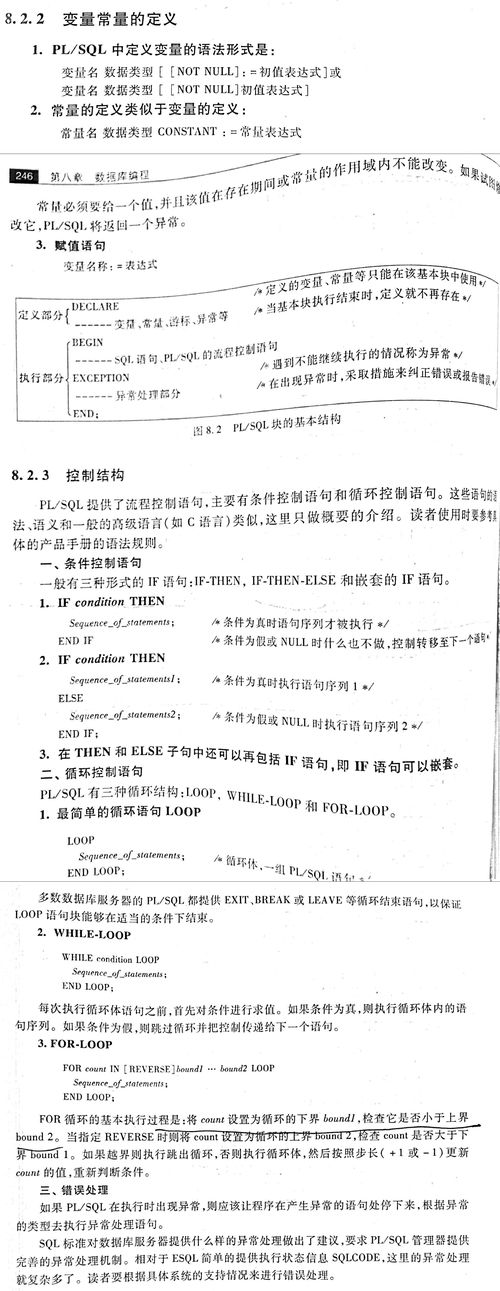 8.2.2 变量常量的定义
1. PL/SQL 中定义变量的语法形式是:
变量名 数据类型 [ [NOT NULL]:=初值表达式]或
变量名 数据类型 [ [NOT NULL]初值表达式]
2. 常量的定义类似于变量的定义:
常量名 数据类型 CONSTANT :=常量表达式
246 第八章 数据库编程
常量必须要给一个值,并且该值在存在期间或常量的作用域内不能改变。如果试图修
改它,PL/SQL 将返回一个异常。
3. 赋值语句
变量名称:=表达式
定义部分
DECLARE
------变量、常量、游标、异常等
/* 定义的变量、常量等只能在该基本块中使用 */
/* 当基本块执行结束时,定义就不再存在 */
执行部分
BEGIN
------SQL 语句、PL/SQL 的流程控制语句
EXCEPTION
/* 遇到不能继续执行的情况称为异常 */
------异常处理部分
/* 在出现异常时,采取措施来纠正错误或报告错误 */
END;
图 8.2 PL/SQL 块的基本结构
8.2.3 控制结构
PL/SQL 提供了流程控制语句,主要有条件控制语句和循环控制语句。这些语句的语
法、语义和一般的高级语言(如 C 语言)类似,这里只做概要的介绍。读者使用时要参考具
体的产品手册的语法规则。
一、条件控制语句
一般有三种形式的 IF 语句:IF-THEN, IF-THEN-ELSE 和嵌套的 IF 语句。
1. IF condition THEN
Sequence_of_statements; /* 条件为真时语句序列才被执行 */
END IF /* 条件为假或 NULL 时什么也不做,控制转移至下一个语句 */
2. IF condition THEN
Sequence_of_statements1; /* 条件为真时执行语句序列 1 */
ELSE
Sequence_of_statements2; /* 条件为假或 NULL 时执行语句序列 2 */
END IF;
3. 在 THEN 和 ELSE 子句中还可以再包括 IF 语句,即 IF 语句可以嵌套。
二、循环控制语句
PL/SQL 有三种循环结构:LOOP, WHILE-LOOP 和 FOR-LOOP。
1. 最简单的循环语句 LOOP
LOOP
Sequence_of_statements; /* 循环体,一组 PL/SQL 语句 */
END LOOP;
多数数据库服务器的 PL/SQL 都提供 EXIT、BREAK 或 LEAVE 等循环结束语句,以保证
LOOP 语句块能够在适当的条件下结束。
2. WHILE-LOOP
WHILE condition LOOP
Sequence_of_statements;
END LOOP;
每次执行循环体语句之前,首先对条件进行求值。如果条件为真,则执行循环体内的语
句序列。如果条件为假,则跳过循环并把控制传递给下一个语句。
3. FOR-LOOP
FOR count IN [REVERSE]bound1 … bound2 LOOP
Sequence_of_statements;
END LOOP;
FOR 循环的基本执行过程是:将 count 设置为循环的下界 bound1,检查它是否小于上界
bound 2。当指定 REVERSE 时则将 count 设置为循环的上界 bound 2,检查 count 是否大于下
界 bound 1。如果越界则执行跳出循环,否则执行循环体,然后按照步长(+1 或 -1)更新
count 的值,重新判断条件。
三、错误处理
如果 PL/SQL 在执行时出现异常,则应该让程序在产生异常的语句处停下来,根据异常
的类型去执行异常处理语句。
SQL 标准对数据库服务器提供什么样的异常处理做出了建议,要求 PL/SQL 管理器提供
完善的异常处理机制。相对于 ESQL 简单的提供执行状态信息 SQLCODE,这里的异常处理
就复杂多了。读者要根据具体系统的支持情况来进行错误处理。